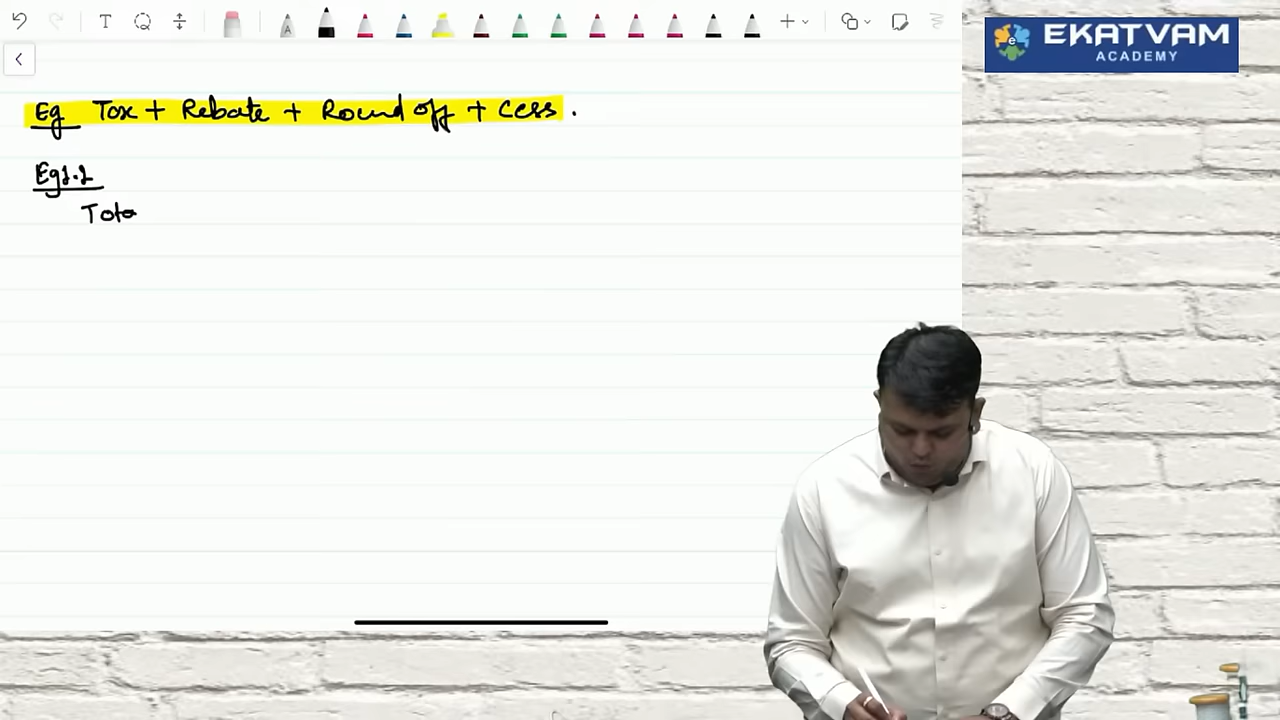 EKATVAM
ACADEMY
Eg Tax + Rebate + Round off + Cess.
Eg1.1
Tota